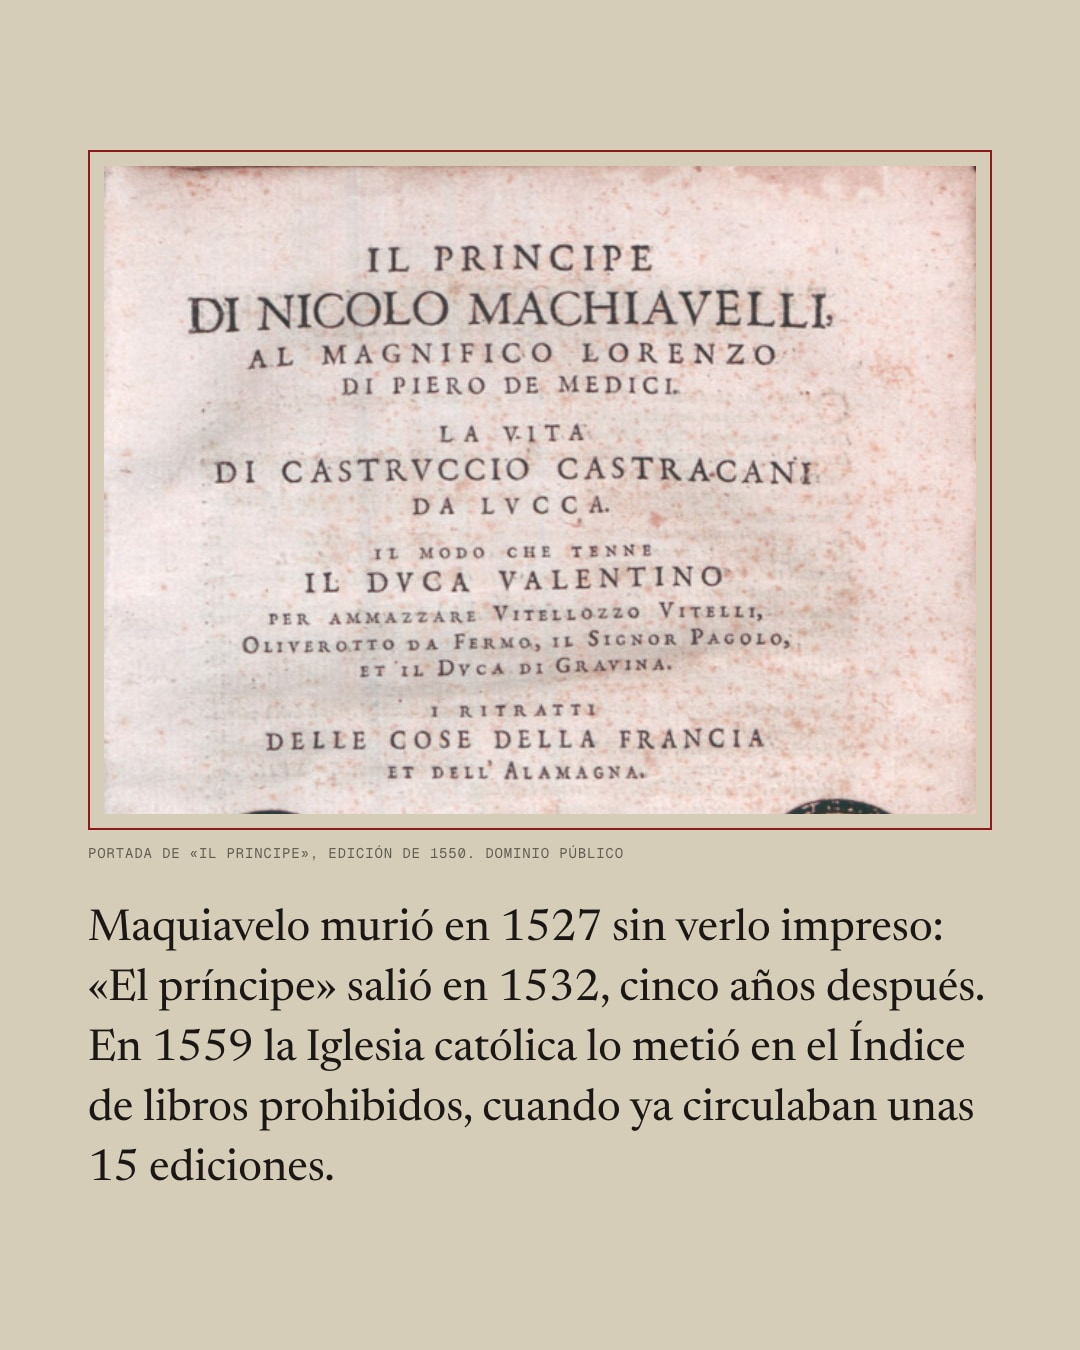 IL PRINCIPE
DI NICOLO MACHIAVELLI,
AL MAGNIFICO LORENZO
DI PIERO DE MEDICI.
LA VITA
DI CASTRVCCIO CASTRACANI
DA LVCCA.
IL MODO CHE TENNE
IL DVCA VALENTINO
PER AMMAZZARE VITELLOZZO VITELLI,
OLIVEROTTO DA FERMO, IL SIGNOR PAGOLO,
ET IL DVCA DI GRAVINA.
I RITRATTI
DELLE COSE DELLA FRANCIA
ET DELL' ALAMAGNA.
PORTADA DE «IL PRINCIPE», EDICIÓN DE 1550. DOMINIO PÚBLICO
Maquiavelo murió en 1527 sin verlo impreso:
«El príncipe» salió en 1532, cinco años después.
En 1559 la Iglesia católica lo metió en el Índice
de libros prohibidos, cuando ya circulaban unas
15 ediciones.